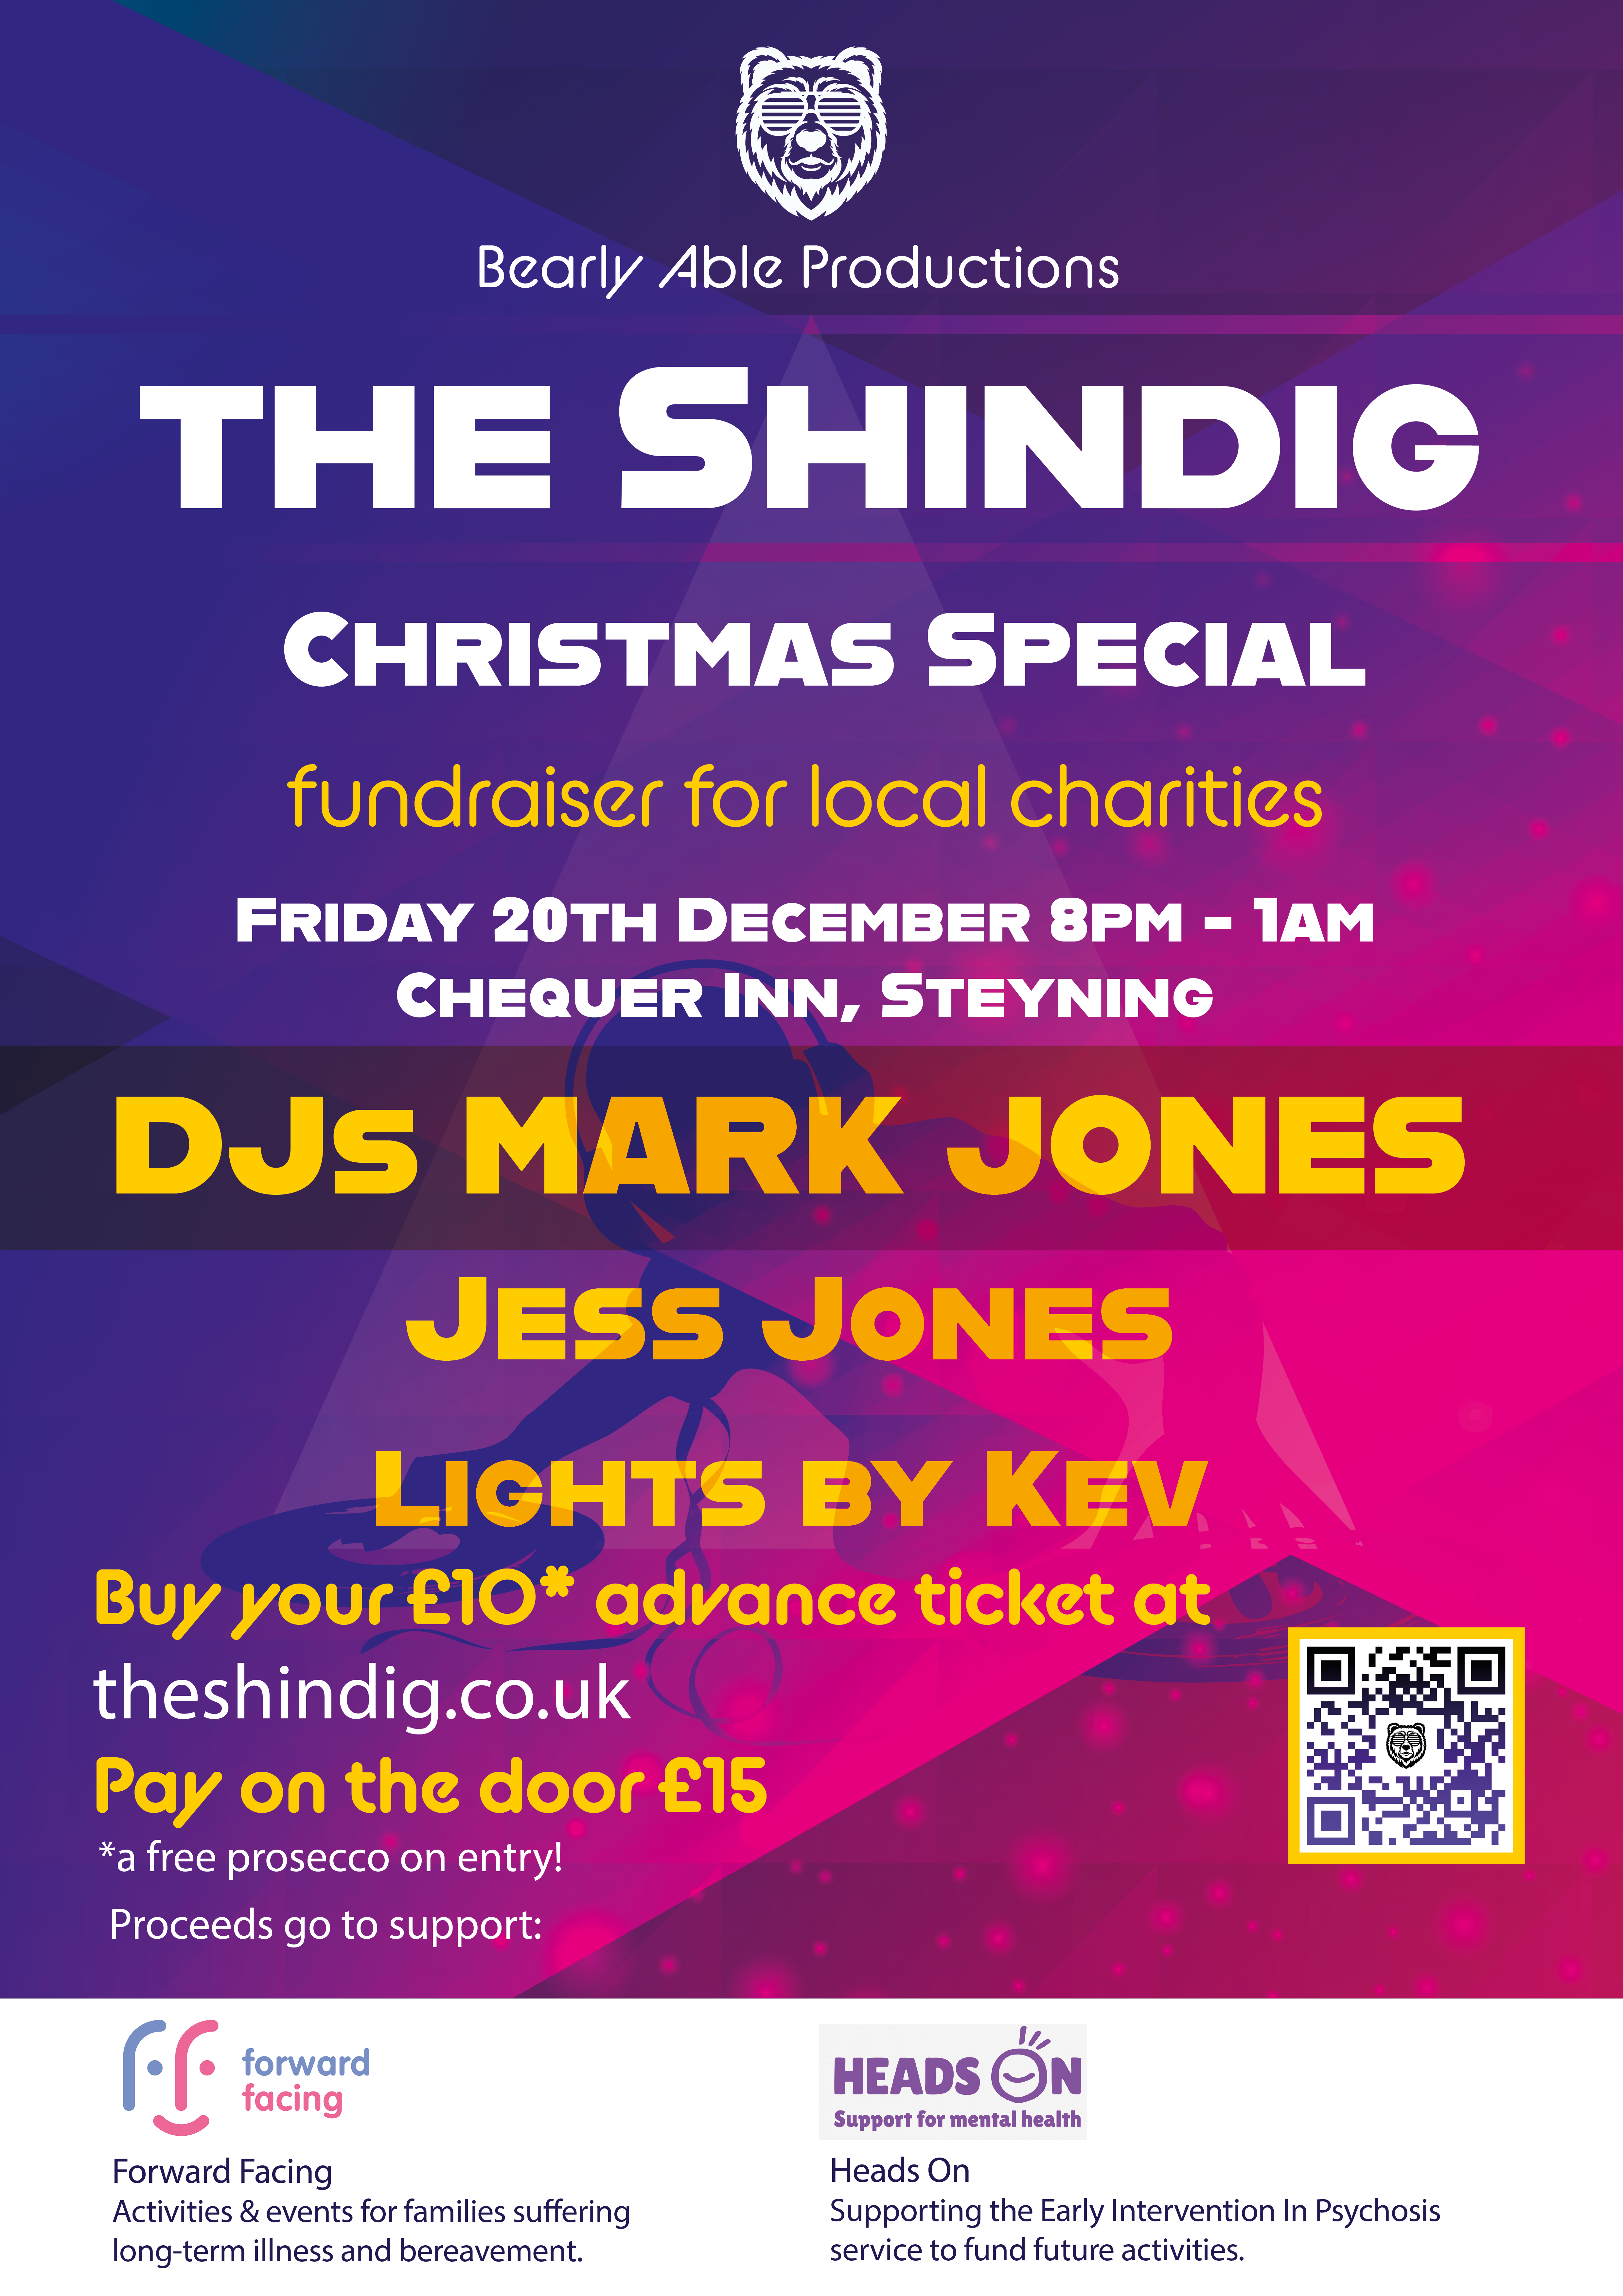 Bearly Able Productions
THE SHINDIG
CHRISTMAS SPECIAL
fundraiser for local charities
FRIDAY 20TH DECEMBER 8PM - 1AM
CHEQUER INN, STEYNING
DJS MARK JONES
JESS JONES
LIGHTS BY KEV
Buy your £10* advance ticket at
theshindig.co.uk
Pay on the door £15
*a free prosecco on entry!
Proceeds go to support:
forward
facing
Forward Facing
Activities & events for families suffering
long-term illness and bereavement.
HEADS ON
Support for mental health
Heads On
Supporting the Early Intervention In Psychosis
service to fund future activities.